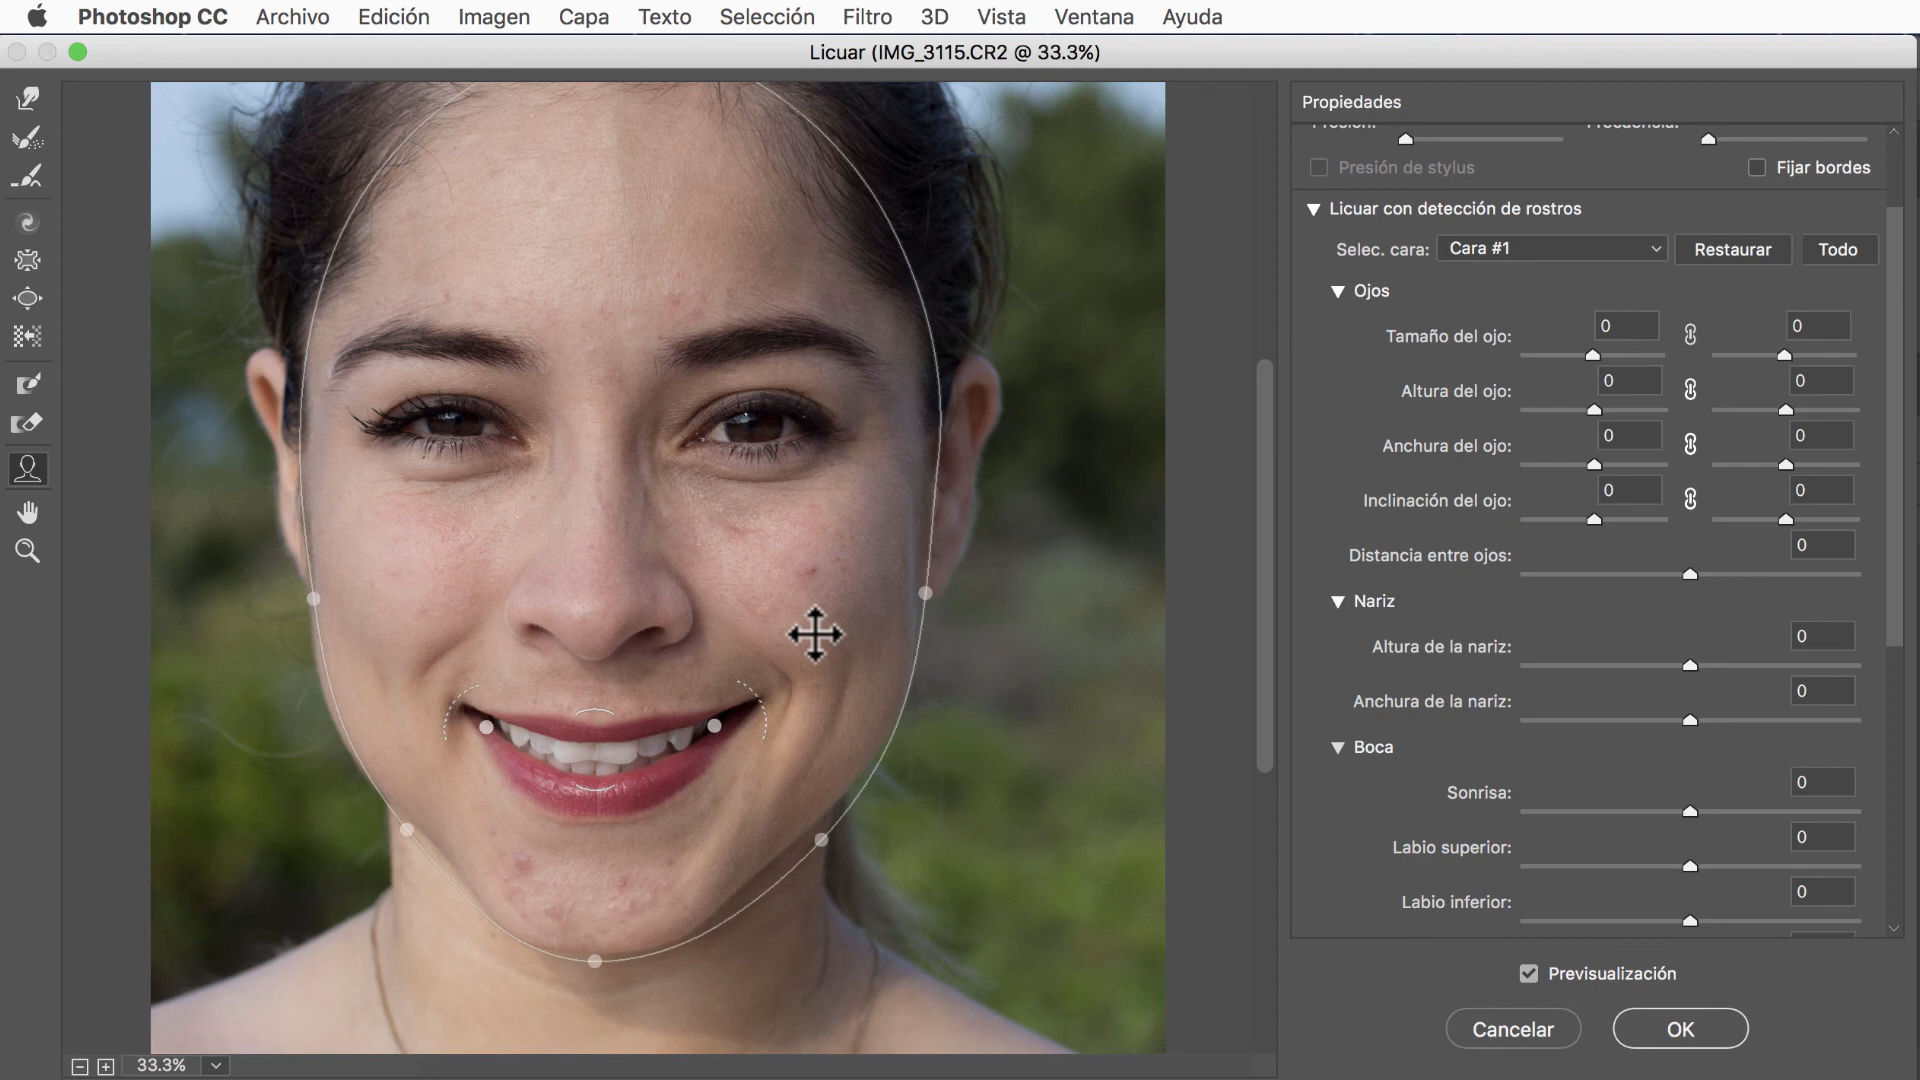 Photoshop CC Archivo Edición Imagen Capa Texto Selección Filtro 3D Vista Ventana Ayuda
Licuar (IMG_3115.CR2 @ 33.3%)
Propiedades
Presión: Frecuencia:
Presión de stylus Fijar bordes
Licuar con detección de rostros
Selec. cara: Cara #1 Restaurar Todo
Ojos
Tamaño del ojo: 0 0
Altura del ojo: 0 0
Anchura del ojo: 0 0
Inclinación del ojo: 0 0
Distancia entre ojos: 0
Nariz
Altura de la nariz: 0
Anchura de la nariz: 0
Boca
Sonrisa: 0
Labio superior: 0
Labio inferior: 0
Previsualización
Cancelar OK
33.3%